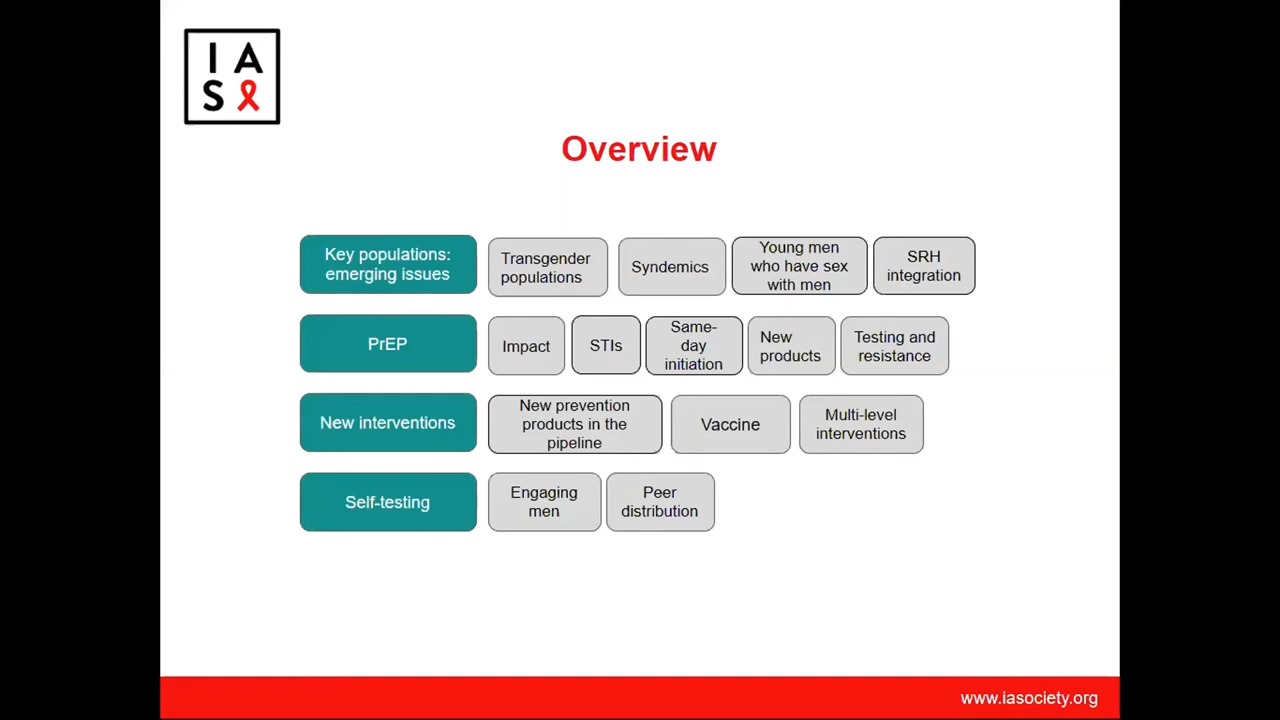 I A
S
Overview
Key populations:
emerging issues
Transgender
populations
Syndemics
Young men
who have sex
with men
SRH
integration
PrEP
Impact
STIs
Same-
day
initiation
New
products
Testing and
resistance
New interventions
New prevention
products in the
pipeline
Vaccine
Multi-level
interventions
Self-testing
Engaging
men
Peer
distribution
www.iasociety.org